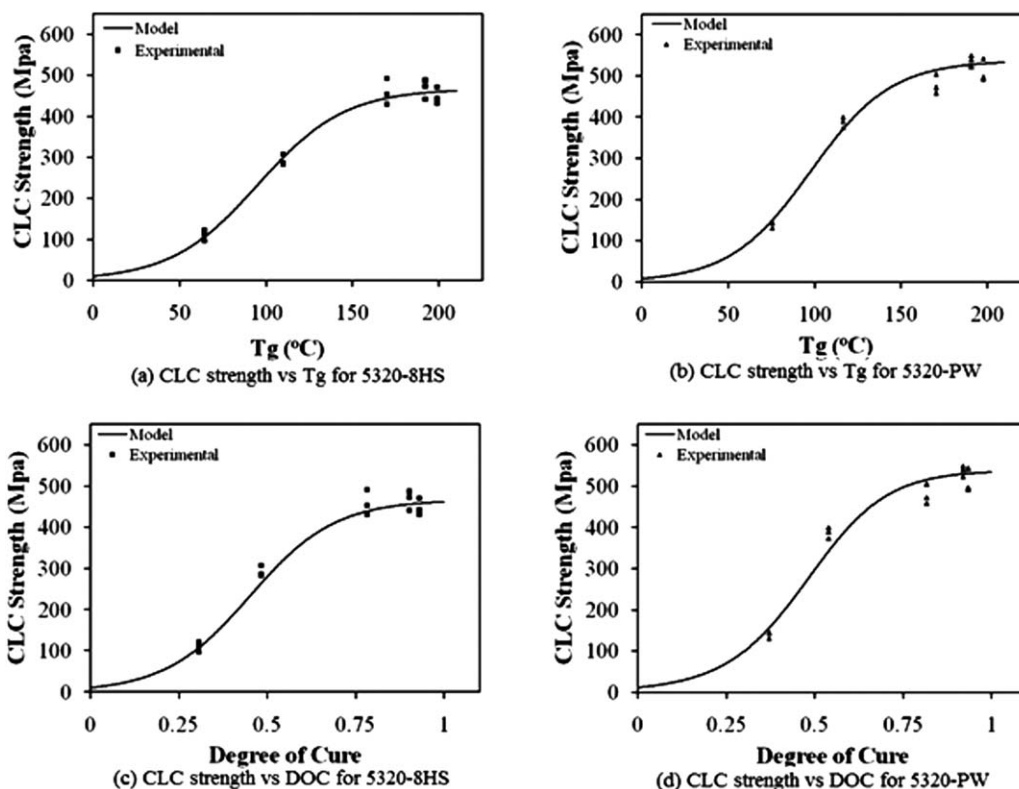 Model
Experimental
CLC Strength (Mpa)
600
500
400
300
200
100
0
0 50 100 150 200
Tg (ºC)
(a) CLC strength vs Tg for 5320-8HS
Model
Experimental
CLC Strength (Mpa)
600
500
400
300
200
100
0
0 50 100 150 200
Tg (ºC)
(b) CLC strength vs Tg for 5320-PW
Model
Experimental
CLC Strength (Mpa)
600
500
400
300
200
100
0
0 0.25 0.5 0.75 1
Degree of Cure
(c) CLC strength vs DOC for 5320-8HS
Model
Experimental
CLC Strength (Mpa)
600
500
400
300
200
100
0
0 0.25 0.5 0.75 1
Degree of Cure
(d) CLC strength vs DOC for 5320-PW